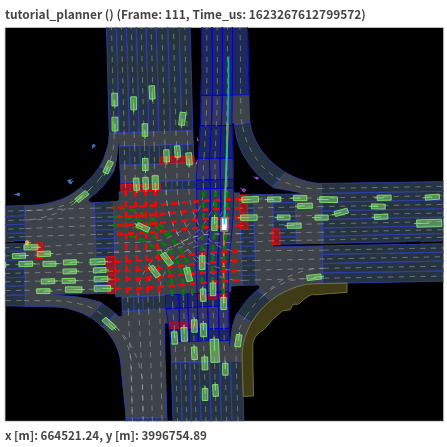 tutorial_planner () (Frame: 111, Time_us: 1623267612799572)
x [m]: 664521.24, y [m]: 3996754.89